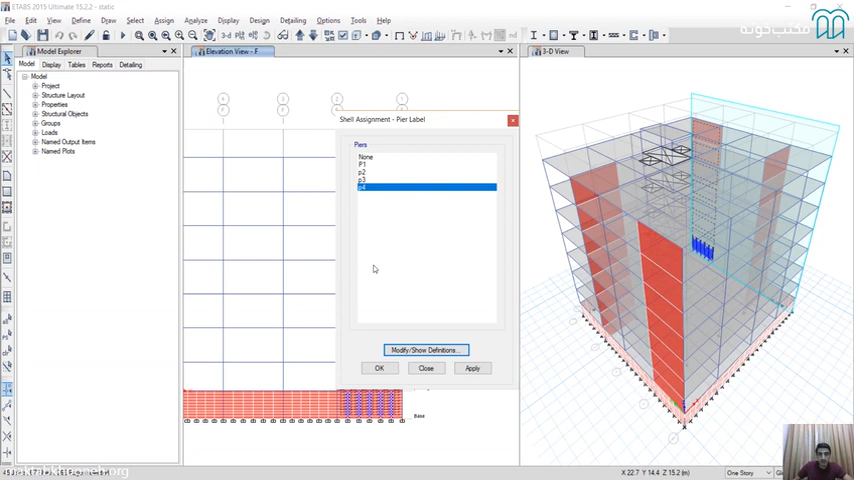 ETABS 2015 Ultimate 15.2.2 - static
File Edit View Define Draw Select Assign Analyze Display Design Detailing Options Tools Help
مکتب‌خونه
Model Explorer
Model Display Tables Reports Detailing
Model
Project
Structure Layout
Properties
Structural Objects
Groups
Loads
Named Output Items
Named Plots
Elevation View - F
Shell Assignment - Pier Label
Piers
None
P1
p2
p3
p4
Modify/Show Definitions...
OK Close Apply
Base
3-D View
X 22.7 Y 14.4 Z 15.2 (m)
One Story